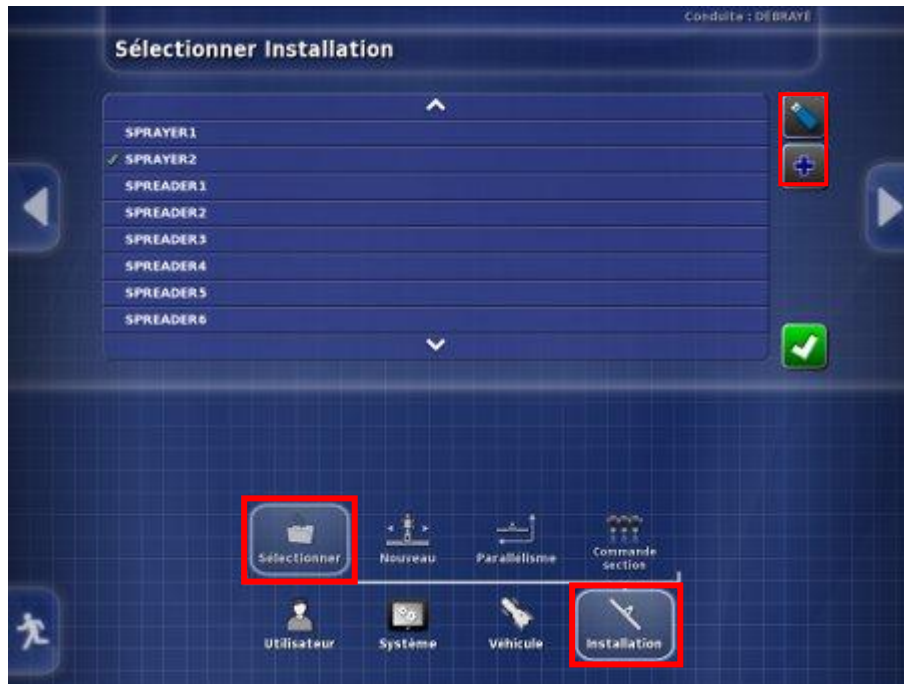 Conduite : DÉBRAYÉ
Sélectionner Installation
SPRAYER1
SPRAYER2
SPREADER1
SPREADER2
SPREADER3
SPREADER4
SPREADER5
SPREADER6
Sélectionner
Nouveau
Parallélisme
Commande
section
Utilisateur
Système
Véhicule
Installation